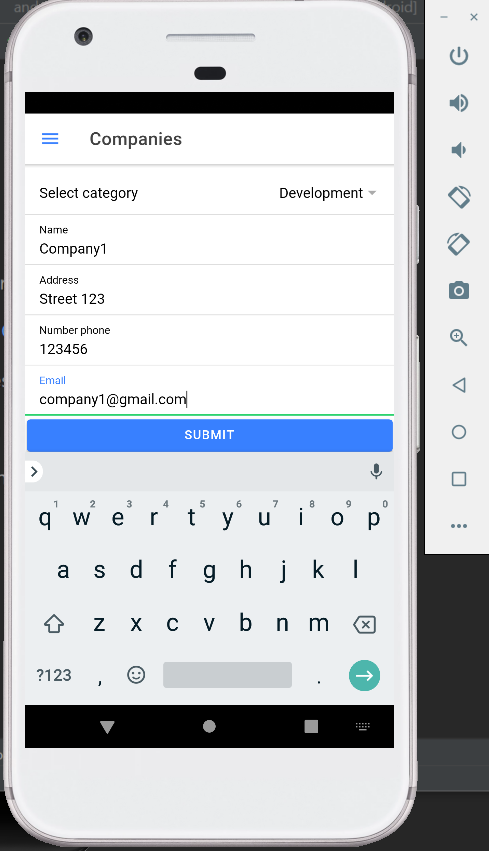 oid]
Companies
Select category Development
Name
Company1
Address
Street 123
Number phone
123456
Email
company1@gmail.com
SUBMIT
1 2 3 4 5 6 7 8 9 0
q w e r t y u i o p
a s d f g h j k l
z x c v b n m
?123 , .